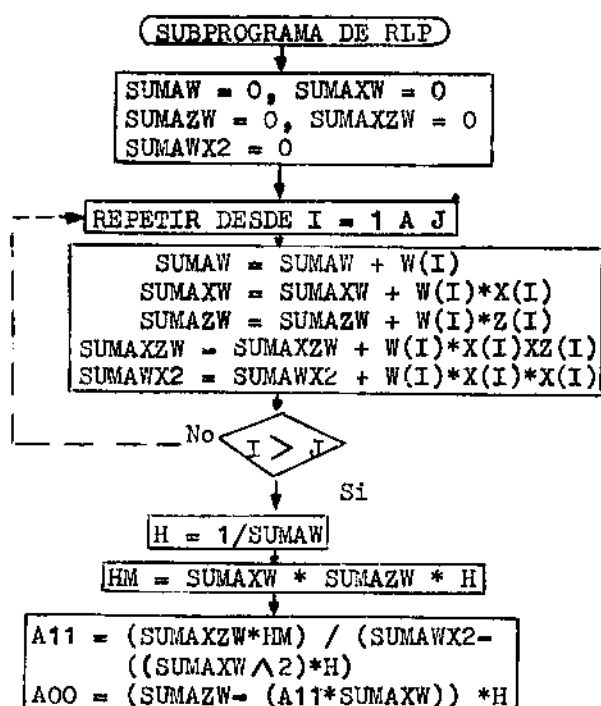 SUBPROGRAMA DE RLP
SUMAW = 0, SUMAXW = 0
SUMAZW = 0, SUMAXZW = 0
SUMAWX2 = 0
REPETIR DESDE I = 1 A J
SUMAW = SUMAW + W(I)
SUMAXW = SUMAXW + W(I)*X(I)
SUMAZW = SUMAZW + W(I)*Z(I)
SUMAXZW = SUMAXZW + W(I)*X(I)XZ(I)
SUMAWX2 = SUMAWX2 + W(I)*X(I)*X(I)
No
I > J
Si
H = 1/SUMAW
HM = SUMAXW * SUMAZW * H
A11 = (SUMAXZW*HM) / (SUMAWX2-
((SUMAXW∧2)*H)
A00 = (SUMAZW- (A11*SUMAXW)) *H